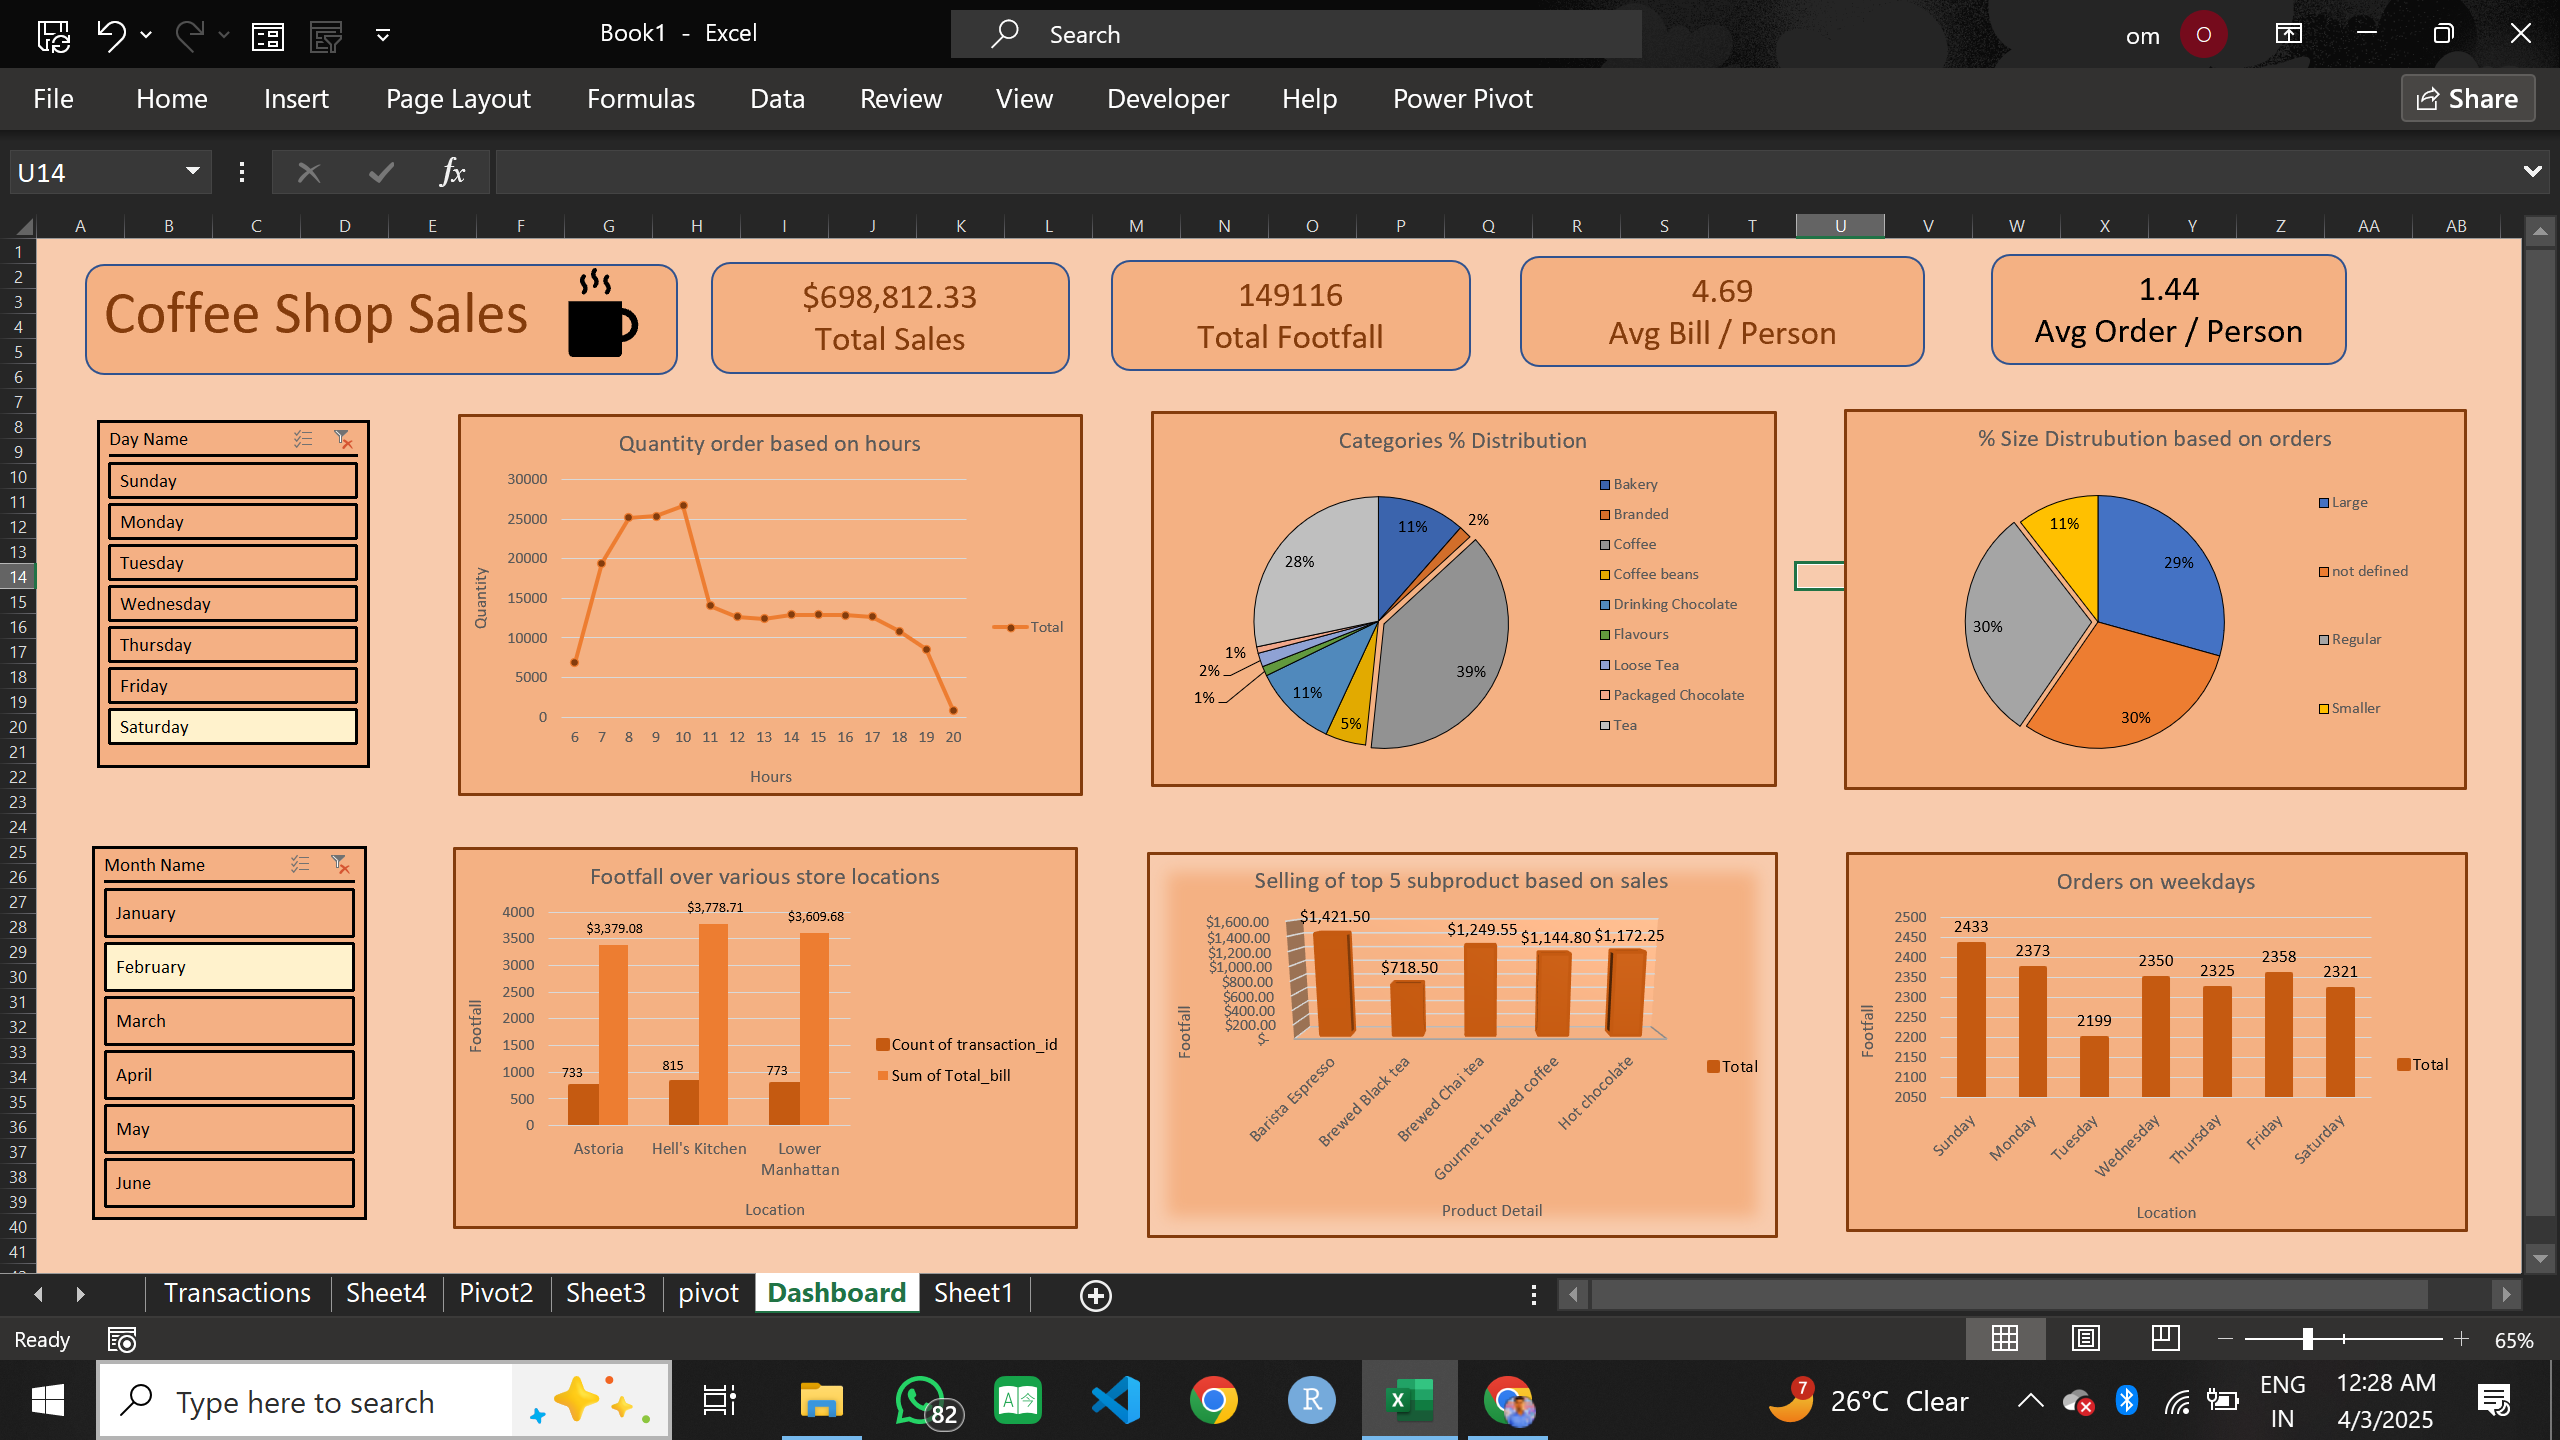 Book1 - Excel
Search
om
O
File Home Insert Page Layout Formulas Data Review View Developer Help Power Pivot
Share
U14
fx
A B C D E F G H I J K L M N O P Q R S T U V W X Y Z AA AB
1
2
3
4
5
6
7
8
9
10
11
12
13
14
15
16
17
18
19
20
21
22
23
24
25
26
27
28
29
30
31
32
33
34
35
36
37
38
39
40
41
Coffee Shop Sales
$698,812.33
Total Sales
149116
Total Footfall
4.69
Avg Bill / Person
1.44
Avg Order / Person
Day Name
Sunday
Monday
Tuesday
Wednesday
Thursday
Friday
Saturday
Quantity order based on hours
30000
25000
20000
15000
10000
5000
0
Quantity
6 7 8 9 10 11 12 13 14 15 16 17 18 19 20
Hours
Total
Categories % Distribution
11%
2%
39%
5%
11%
1%
2%
1%
28%
Bakery
Branded
Coffee
Coffee beans
Drinking Chocolate
Flavours
Loose Tea
Packaged Chocolate
Tea
% Size Distrubution based on orders
29%
30%
30%
11%
Large
not defined
Regular
Smaller
Month Name
January
February
March
April
May
June
Footfall over various store locations
4000
3500
3000
2500
2000
1500
1000
500
0
Footfall
$3,379.08
$3,778.71
$3,609.68
733
815
773
Astoria Hell's Kitchen Lower
Manhattan
Location
Count of transaction_id
Sum of Total_bill
Selling of top 5 subproduct based on sales
$1,600.00
$1,400.00
$1,200.00
$1,000.00
$800.00
$600.00
$400.00
$200.00
$-
Footfall
$1,421.50
$718.50
$1,249.55
$1,144.80
$1,172.25
Barista Espresso
Brewed Black tea
Brewed Chai tea
Gourmet brewed coffee
Hot chocolate
Product Detail
Total
Orders on weekdays
2500
2450
2400
2350
2300
2250
2200
2150
2100
2050
Footfall
2433
2373
2199
2350
2325
2358
2321
Sunday
Monday
Tuesday
Wednesday
Thursday
Friday
Saturday
Location
Total
Transactions Sheet4 Pivot2 Sheet3 pivot Dashboard Sheet1
Ready
65%
Type here to search
82
A
R
X
7
26°C Clear
ENG
IN
12:28 AM
4/3/2025